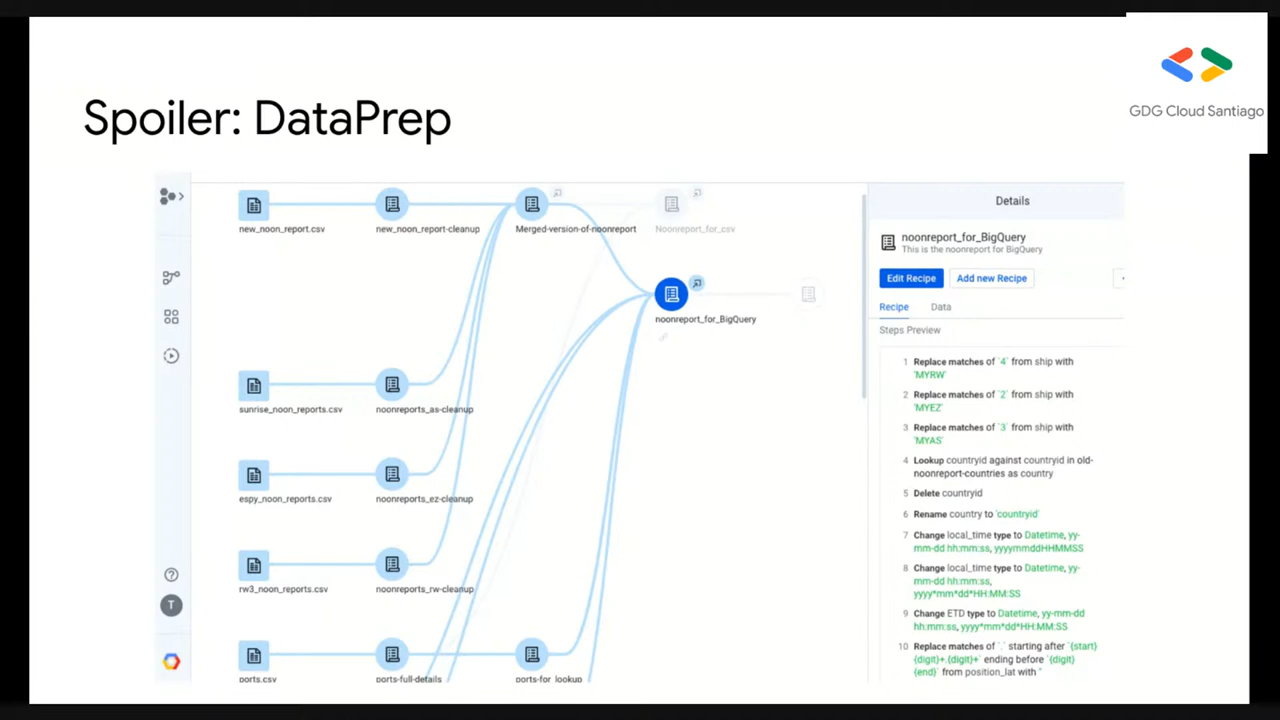 GDG Cloud Santiago
Spoiler: DataPrep
new_noon_report.csv
new_noon_report-cleanup
Merged-version-of-noonreport
Noonreport_for_csv
noonreport_for_BigQuery
sunrise_noon_reports.csv
noonreports_as-cleanup
espy_noon_reports.csv
noonreports_ez-cleanup
rw3_noon_reports.csv
noonreports_rw-cleanup
ports.csv
ports-full-details
ports-for_lookup
T
Details
noonreport_for_BigQuery
This is the noonreport for BigQuery
Edit Recipe
Add new Recipe
Recipe
Data
Steps Preview
1 Replace matches of `4` from ship with
'MYRW'
2 Replace matches of `2` from ship with
'MYEZ'
3 Replace matches of `3` from ship with
'MYAS'
4 Lookup countryid against countryid in old-
noonreport-countries as country
5 Delete countryid
6 Rename country to 'countryid'
7 Change local_time type to Datetime, yy-
mm-dd hh:mm:ss, yyyymmddHHMMSS
8 Change local_time type to Datetime, yy-
mm-dd hh:mm:ss,
yyyy*mm*dd*HH:MM:SS
9 Change ETD type to Datetime, yy-mm-dd
hh:mm:ss, yyyy*mm*dd*HH:MM:SS
10 Replace matches of `.` starting after `{start}
{digit}+.{digit}+` ending before `{digit}
{end}` from position_lat with ''